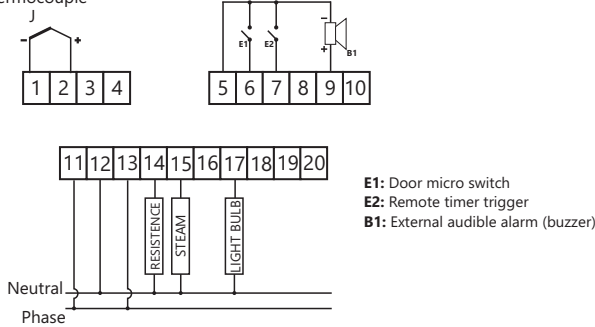 J
- +
1 2 3 4
E1 E2
-
+
B1
5 6 7 8 9 10
11 12 13 14 15 16 17 18 19 20
RESISTENCE
STEAM
LIGHT BULB
E1: Door micro switch
E2: Remote timer trigger
B1: External audible alarm (buzzer)
Neutral
Phase